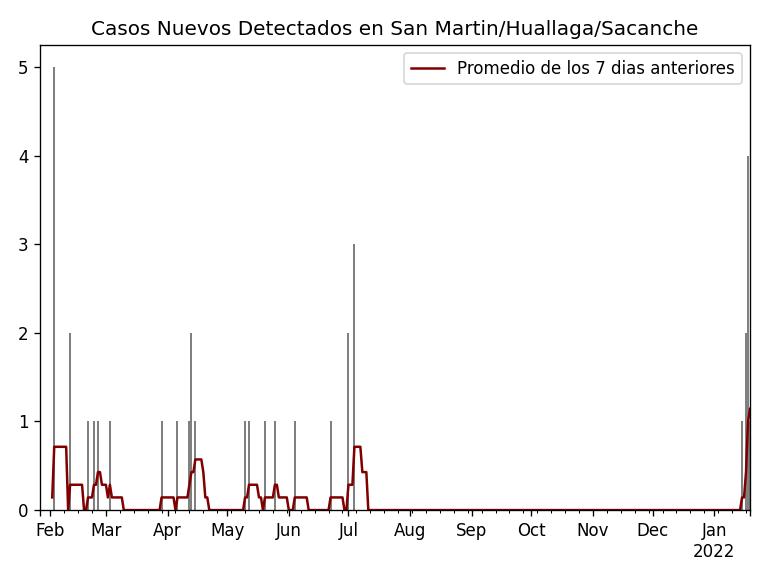 Casos Nuevos Detectados en San Martin/Huallaga/Sacanche
Promedio de los 7 dias anteriores
5
4
3
2
1
0
Feb Mar Apr May Jun Jul Aug Sep Oct Nov Dec Jan
2022